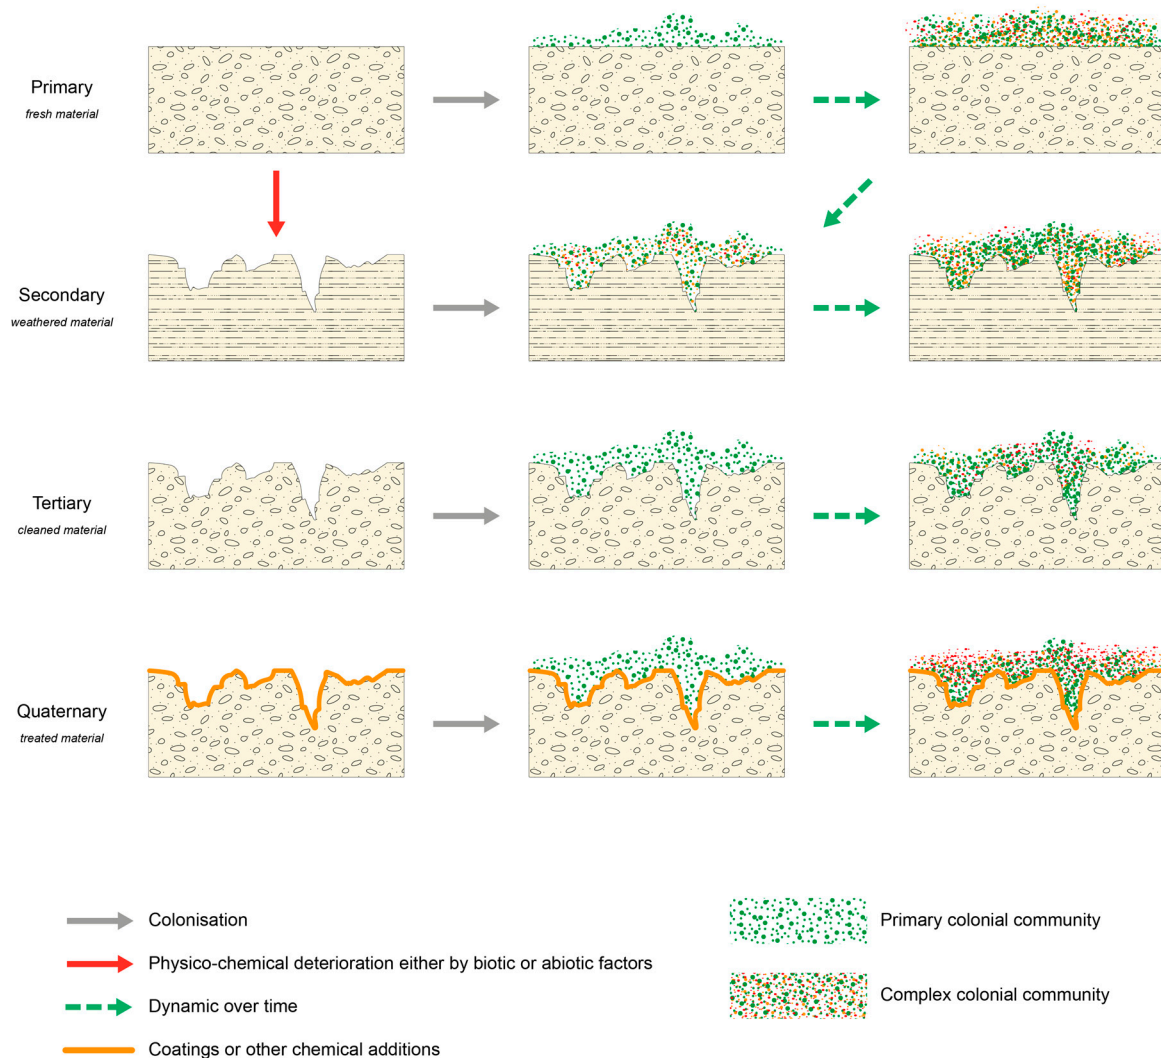 Primary
fresh material
Secondary
weathered material
Tertiary
cleaned material
Quaternary
treated material
Colonisation
Physico-chemical deterioration either by biotic or abiotic factors
Dynamic over time
Coatings or other chemical additions
Primary colonial community
Complex colonial community